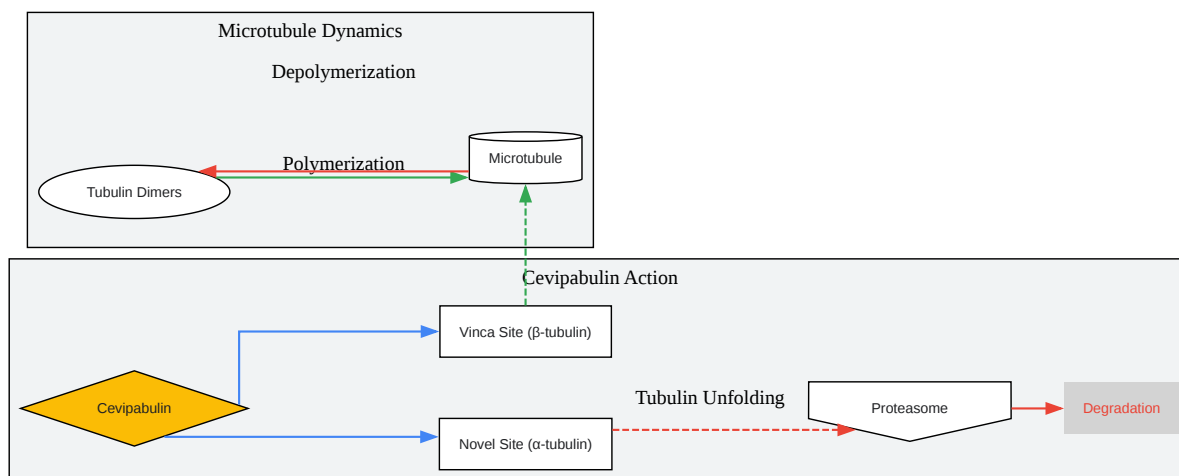 Microtubule Dynamics
Depolymerization
Polymerization
Microtubule
Tubulin Dimers
Cevipabulin Action
Vinca Site (β-tubulin)
Cevipabulin
Tubulin Unfolding
Proteasome
Degradation
Novel Site (α-tubulin)